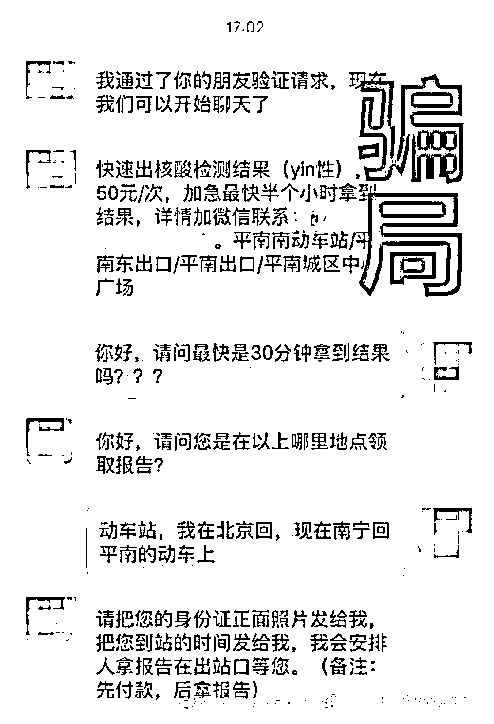 17:02
我通过了你的朋友验证请求，现在
我们可以开始聊天了
骗局
快速出核酸检测结果（yin性），
50元/次，加急最快半个小时拿到
结果，详情加微信联系：
。平南南动车站/平
南东出口/平南出口/平南城区中心
广场
你好，请问最快是30分钟拿到结果
吗？？？
你好，请问您是在以上哪里地点领
取报告？
动车站，我在北京回，现在南宁回
平南的动车上
请把您的身份证正面照片发给我，
把您到站的时间发给我，我会安排
人拿报告在出站口等您。（备注：
先付款，后拿报告）